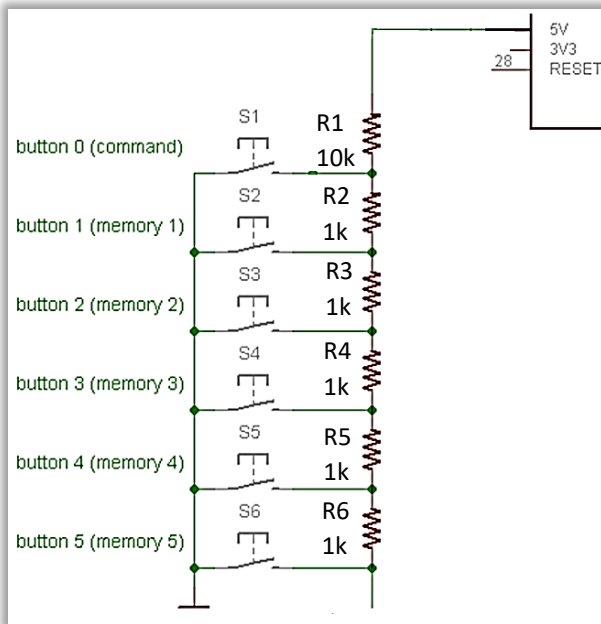 5V
3V3
28
RESET
S1
R1
button 0 (command)
10k
S2
R2
button 1 (memory 1)
1k
S3
R3
button 2 (memory 2)
1k
S4
R4
button 3 (memory 3)
1k
S5
R5
button 4 (memory 4)
1k
S6
R6
button 5 (memory 5)
1k